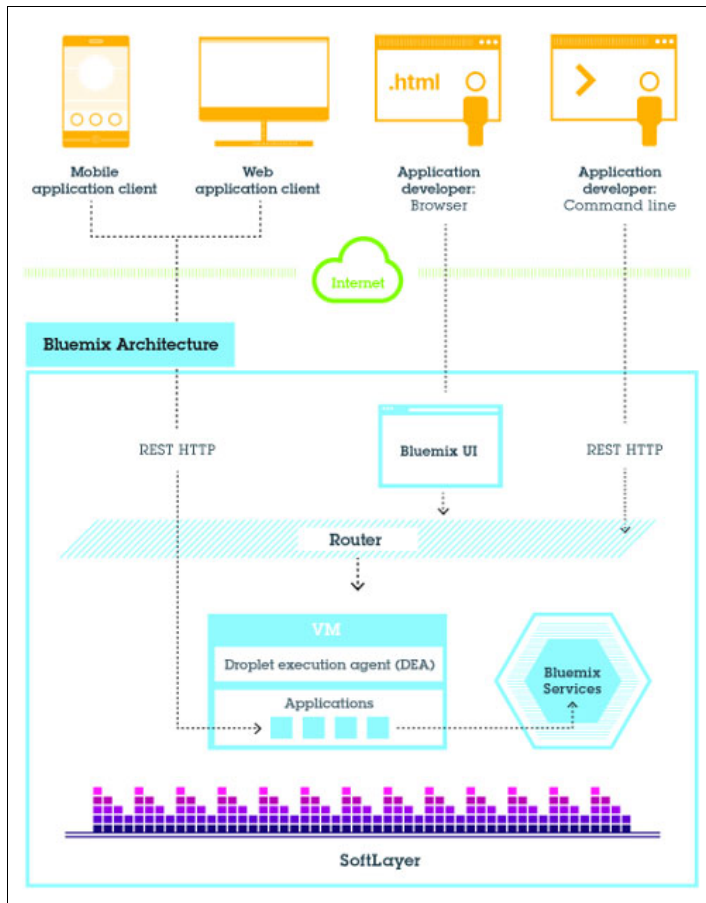 .html
Mobile
application client
Web
application client
Application
developer:
Browser
Application
developer:
Command line
Internet
Bluemix Architecture
REST HTTP
Bluemix UI
REST HTTP
Router
VM
Droplet execution agent (DEA)
Applications
Bluemix
Services
SoftLayer